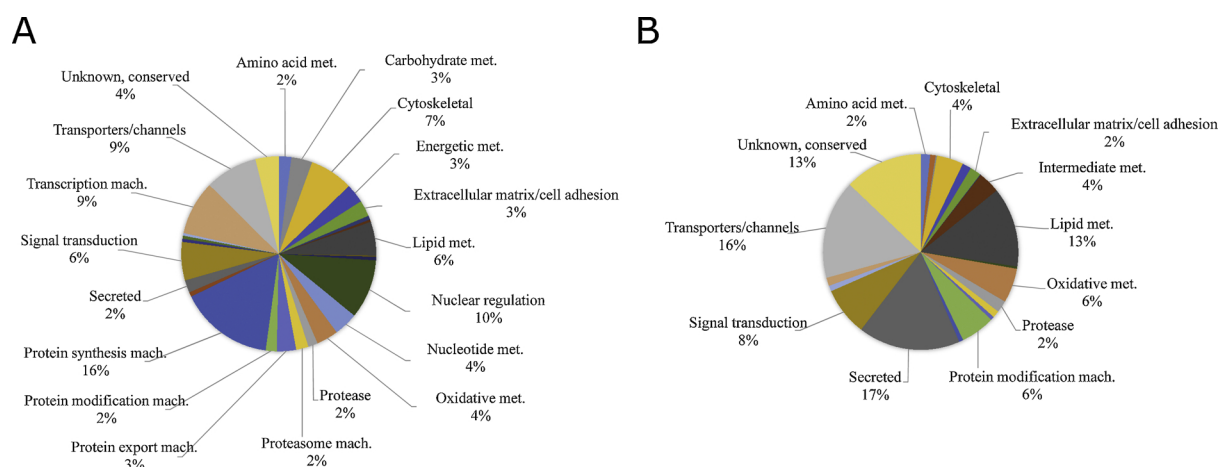 A
Unknown, conserved
4%
Amino acid met.
2%
Carbohydrate met.
3%
Cytoskeletal
7%
Energetic met.
3%
Extracellular matrix/cell adhesion
3%
Lipid met.
6%
Nuclear regulation
10%
Nucleotide met.
4%
Oxidative met.
4%
Protease
2%
Proteasome mach.
2%
Protein export mach.
3%
Protein modification mach.
2%
Protein synthesis mach.
16%
Secreted
2%
Signal transduction
6%
Transcription mach.
9%
Transporters/channels
9%
B
Amino acid met.
2%
Cytoskeletal
4%
Extracellular matrix/cell adhesion
2%
Intermediate met.
4%
Lipid met.
13%
Oxidative met.
6%
Protease
2%
Protein modification mach.
6%
Secreted
17%
Signal transduction
8%
Transporters/channels
16%
Unknown, conserved
13%